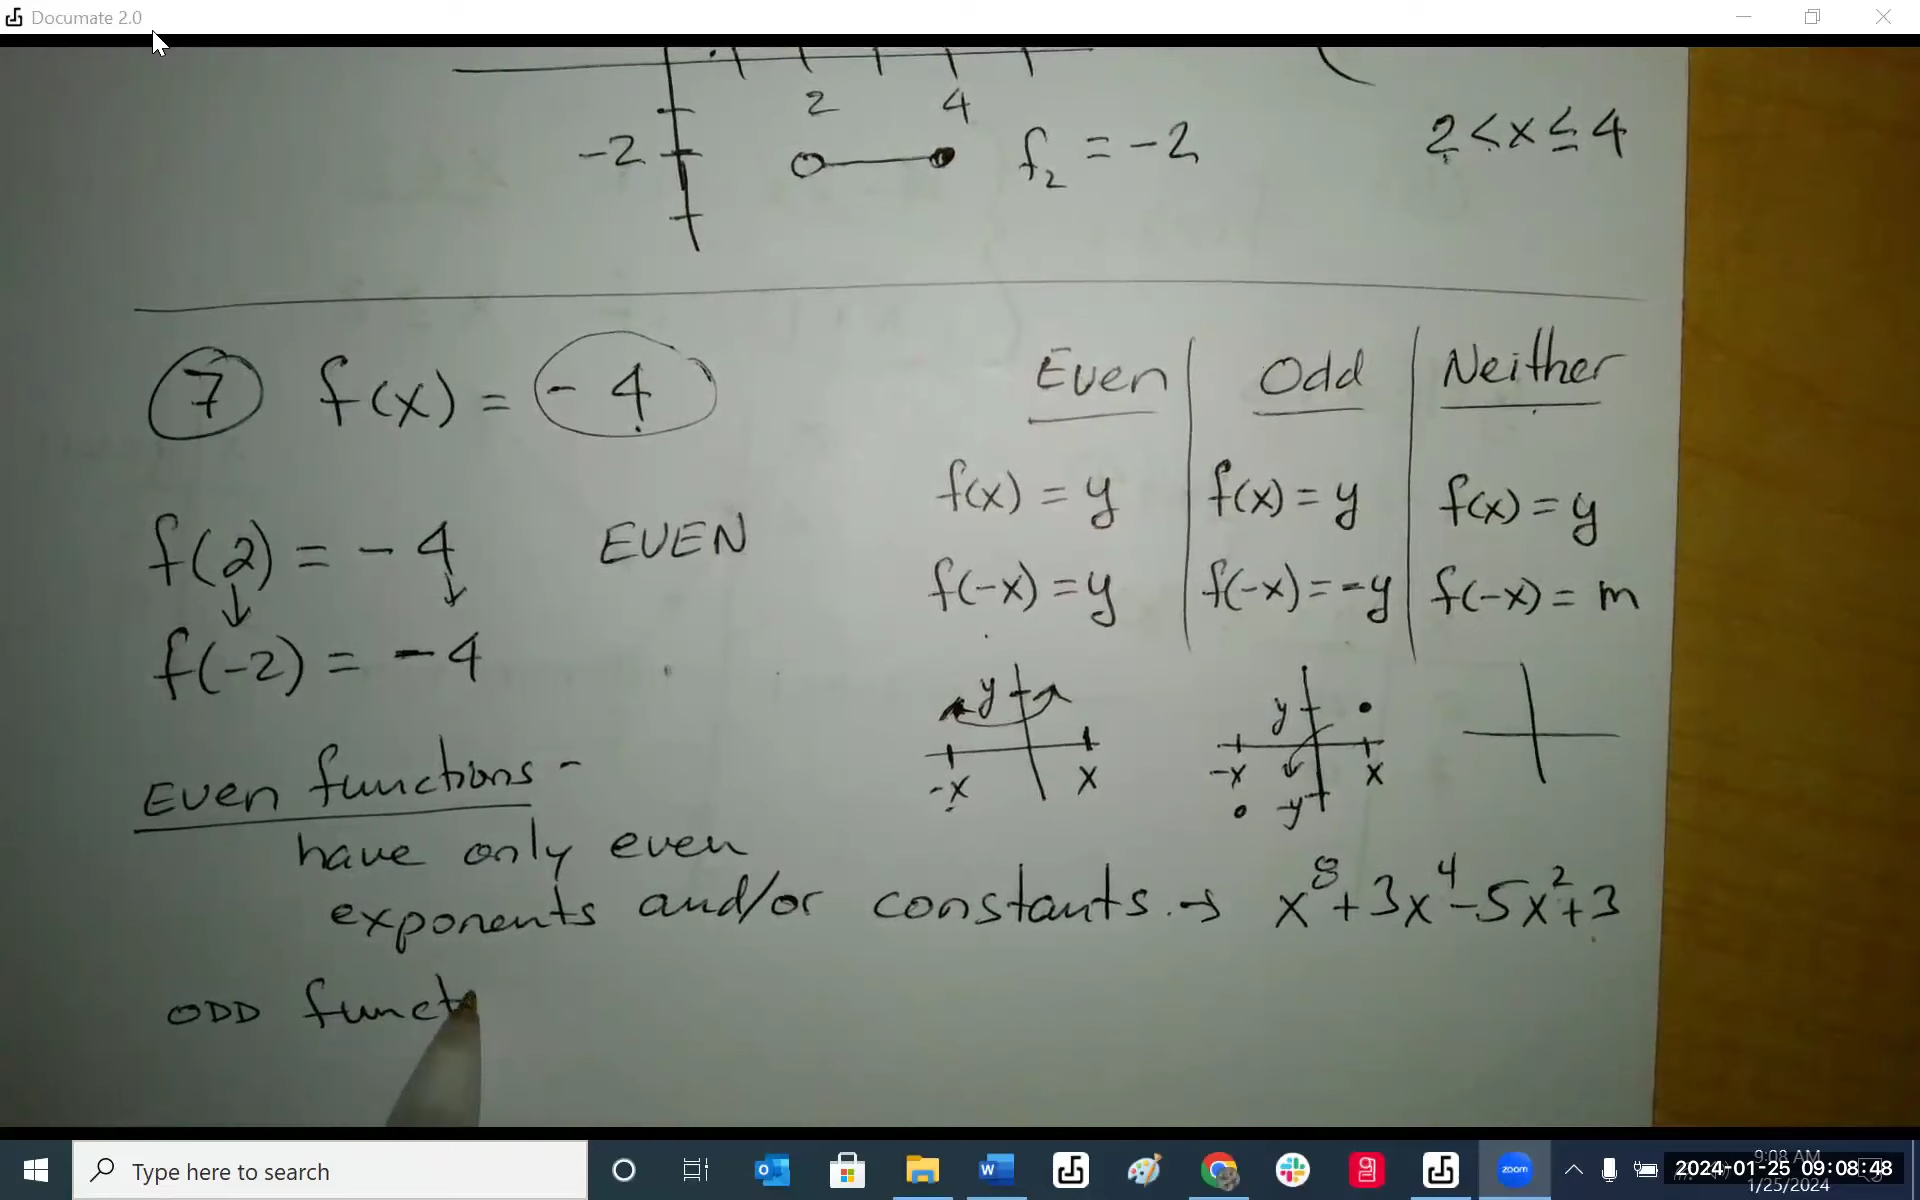 Documate 2.0
2 4
-2
f₂ = -2
2 < x ≤ 4
7 f(x) = -4
Even Odd Neither
f(x) = y f(x) = y f(x) = y
f(2) = -4 EVEN
f(-x) = y f(-x) = -y f(-x) = m
f(-2) = -4
y y
-x x -x x
-y
Even functions -
have only even
exponents and/or constants. → x⁸+3x⁴-5x²+3
ODD funct
Type here to search
zoom
9:08 AM
2024-01-25 09:08:48
1/25/2024